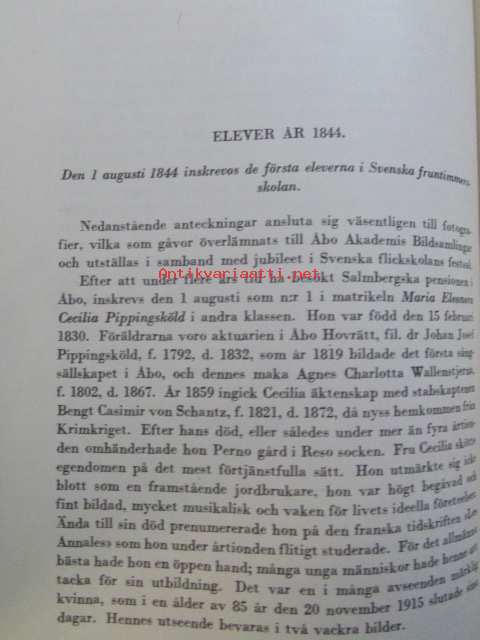 ELEVER ÅR 1844.
Den 1 augusti 1844 inskrevos de första eleverna i Svenska fruntimmers-
skolan.
Nedanstående anteckningar ansluta sig väsentligen till fotogra-
fier, vilka som gåvor överlämnats till Åbo Akademis Bildsamlingar
och utställas i samband med jubileet i Svenska flickskolans festsal.
Antikvariaatti.net
Efter att under flere års tid ha besökt Salmbergska pensionen i
Åbo, inskrevs den 1 augusti som n:r 1 i matrikeln Maria Eleonora
Cecilia Pippingsköld i andra klassen. Hon var född den 15 februari
1830. Föräldrarna voro aktuarien i Åbo Hovrätt, fil. dr Johan Josef
Pippingsköld, f. 1792, d. 1832, som år 1819 bildade det första sång-
sällskapet i Åbo, och dennes maka Agnes Charlotta Wallenstjerna,
f. 1802, d. 1867. År 1859 ingick Cecilia äktenskap med stabskaptenen
Bengt Casimir von Schantz, f. 1821, d. 1872, då nyss hemkommen från
Krimkriget. Efter hans död, eller således under mer än fyra årtion-
den omhänderhade hon Perno gård i Reso socken. Fru Cecilia skötte
egendomen på det mest förtjänstfulla sätt. Hon utmärkte sig icke
blott som en framstående jordbrukare, hon var högt begåvad och
fint bildad, mycket musikalisk och vaken för livets ideella företeelser.
Ända till sin död prenumererade hon på den franska tidskriften »Les
Annales» som hon under årtionden flitigt studerade. För det allmänna
bästa hade hon en öppen hand; många unga människor hade henne att
tacka för sin utbildning. Det var en i många avseenden märklig
kvinna, som i en ålder av 85 år den 20 november 1915 slutade sina
dagar. Hennes utseende bevaras i två vackra bilder.